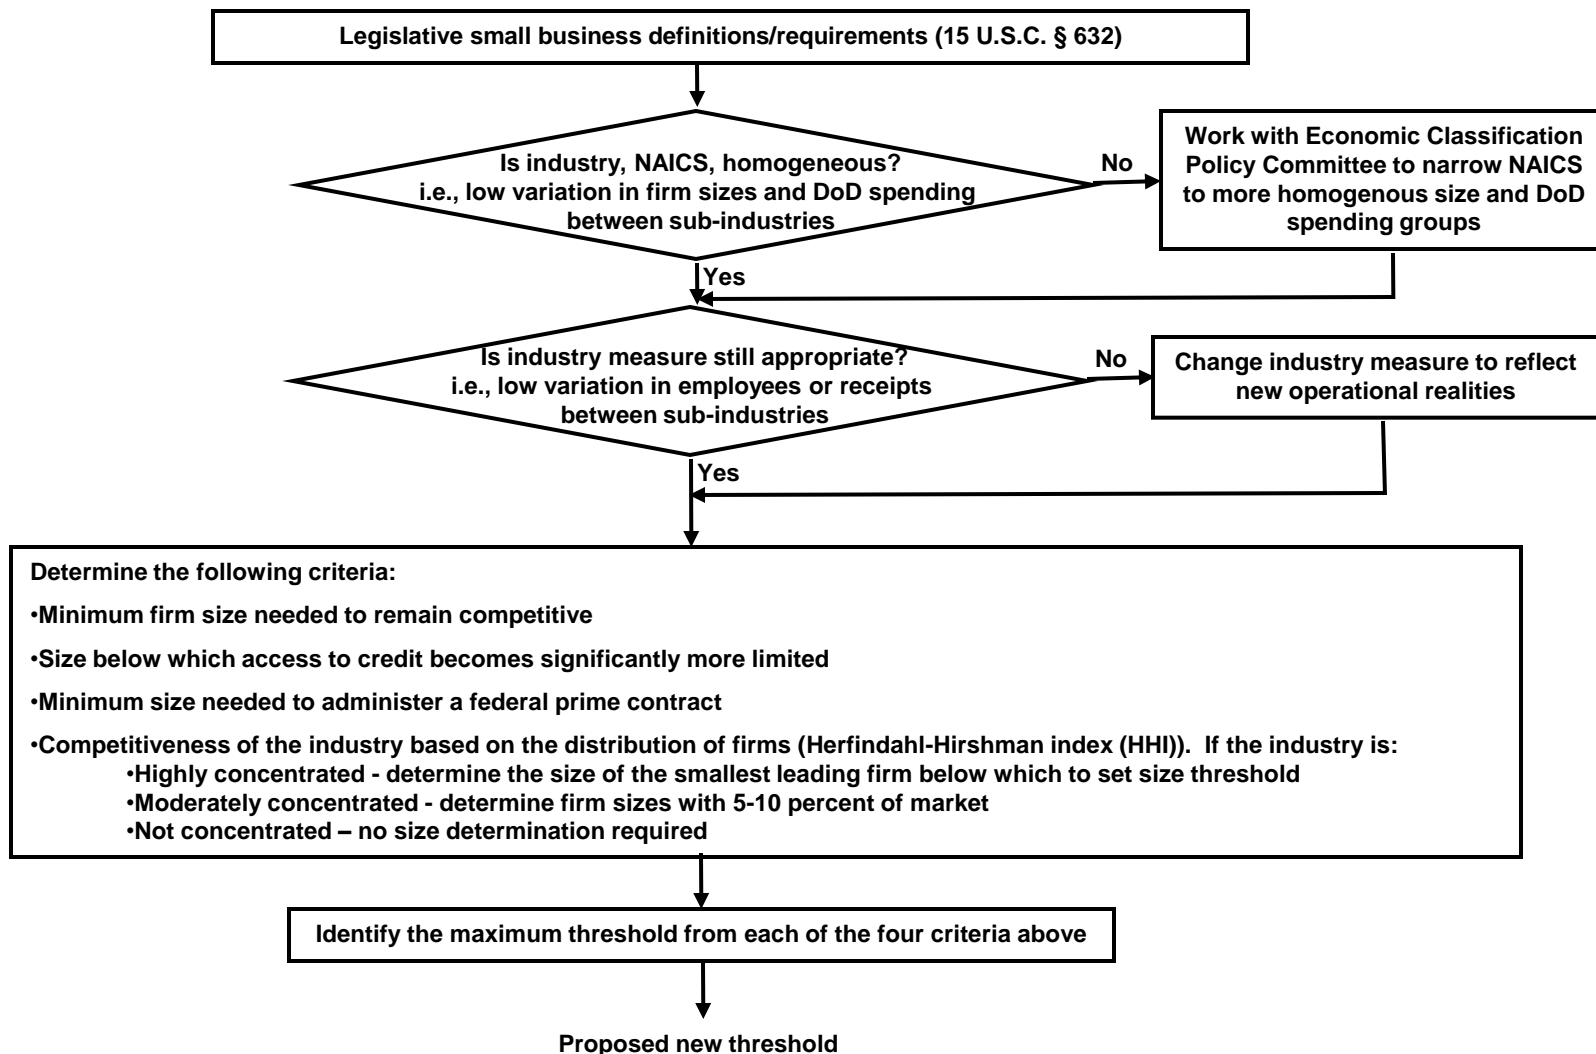 Legislative small business definitions/requirements (15 U.S.C. § 632)
Is industry, NAICS, homogeneous?
i.e., low variation in firm sizes and DoD spending
between sub-industries
No
Work with Economic Classification
Policy Committee to narrow NAICS
to more homogenous size and DoD
spending groups
Yes
Is industry measure still appropriate?
i.e., low variation in employees or receipts
between sub-industries
No
Change industry measure to reflect
new operational realities
Yes
Determine the following criteria:
•Minimum firm size needed to remain competitive
•Size below which access to credit becomes significantly more limited
•Minimum size needed to administer a federal prime contract
•Competitiveness of the industry based on the distribution of firms (Herfindahl-Hirshman index (HHI)).  If the industry is:
•Highly concentrated - determine the size of the smallest leading firm below which to set size threshold
•Moderately concentrated - determine firm sizes with 5-10 percent of market
•Not concentrated – no size determination required
Identify the maximum threshold from each of the four criteria above
Proposed new threshold